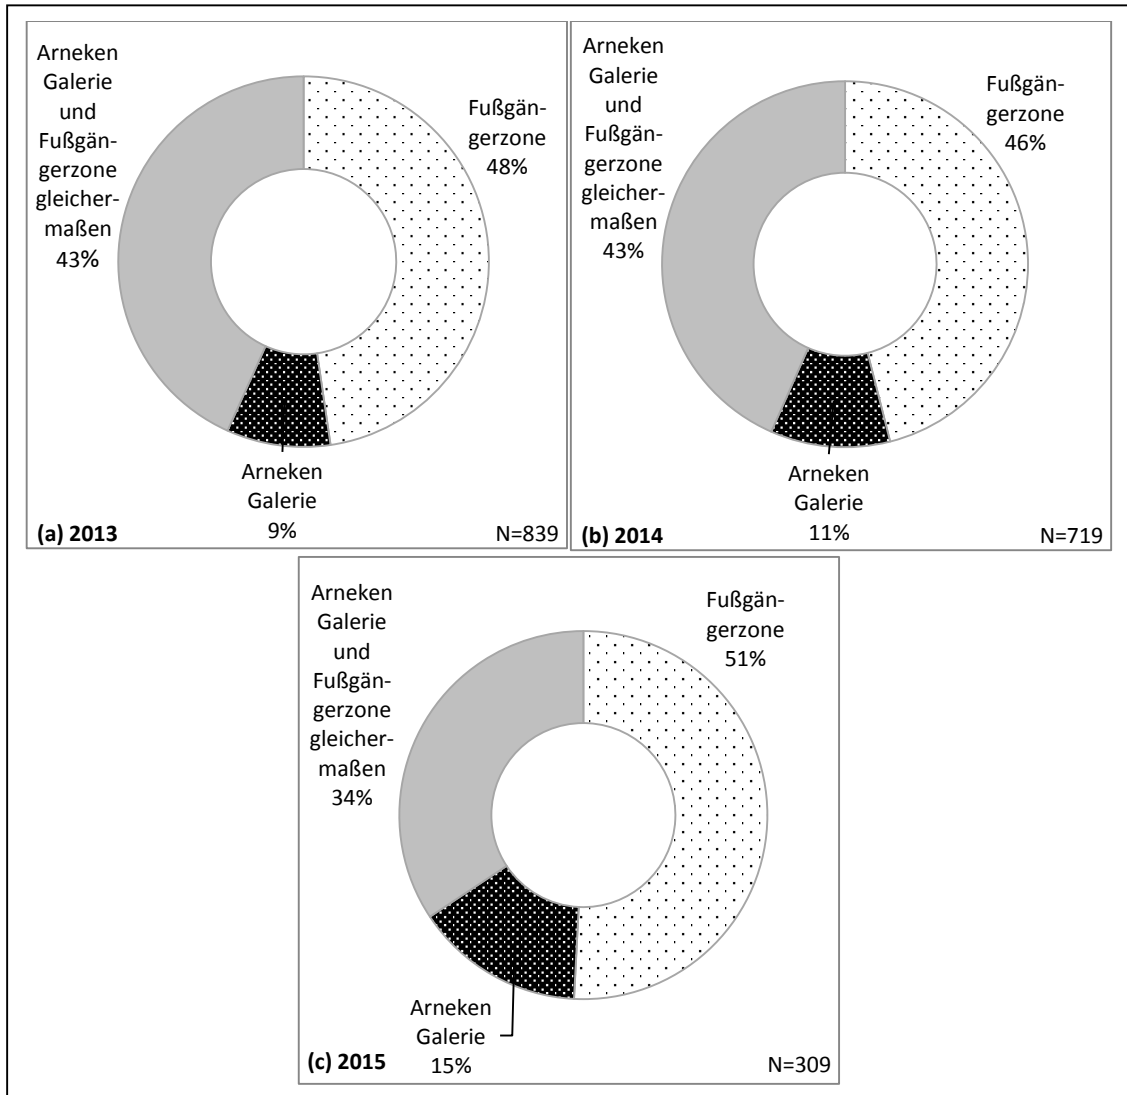 Arneken
Galerie
und
Fußgän-
gerzone
gleicher-
maßen
43%
Fußgän-
gerzone
48%
Arneken
Galerie
9%
(a) 2013
N=839
Arneken
Galerie
und
Fußgän-
gerzone
gleicher-
maßen
43%
Fußgän-
gerzone
46%
Arneken
Galerie
11%
(b) 2014
N=719
Arneken
Galerie
und
Fußgän-
gerzone
gleicher-
maßen
34%
Fußgän-
gerzone
51%
Arneken
Galerie
15%
(c) 2015
N=309